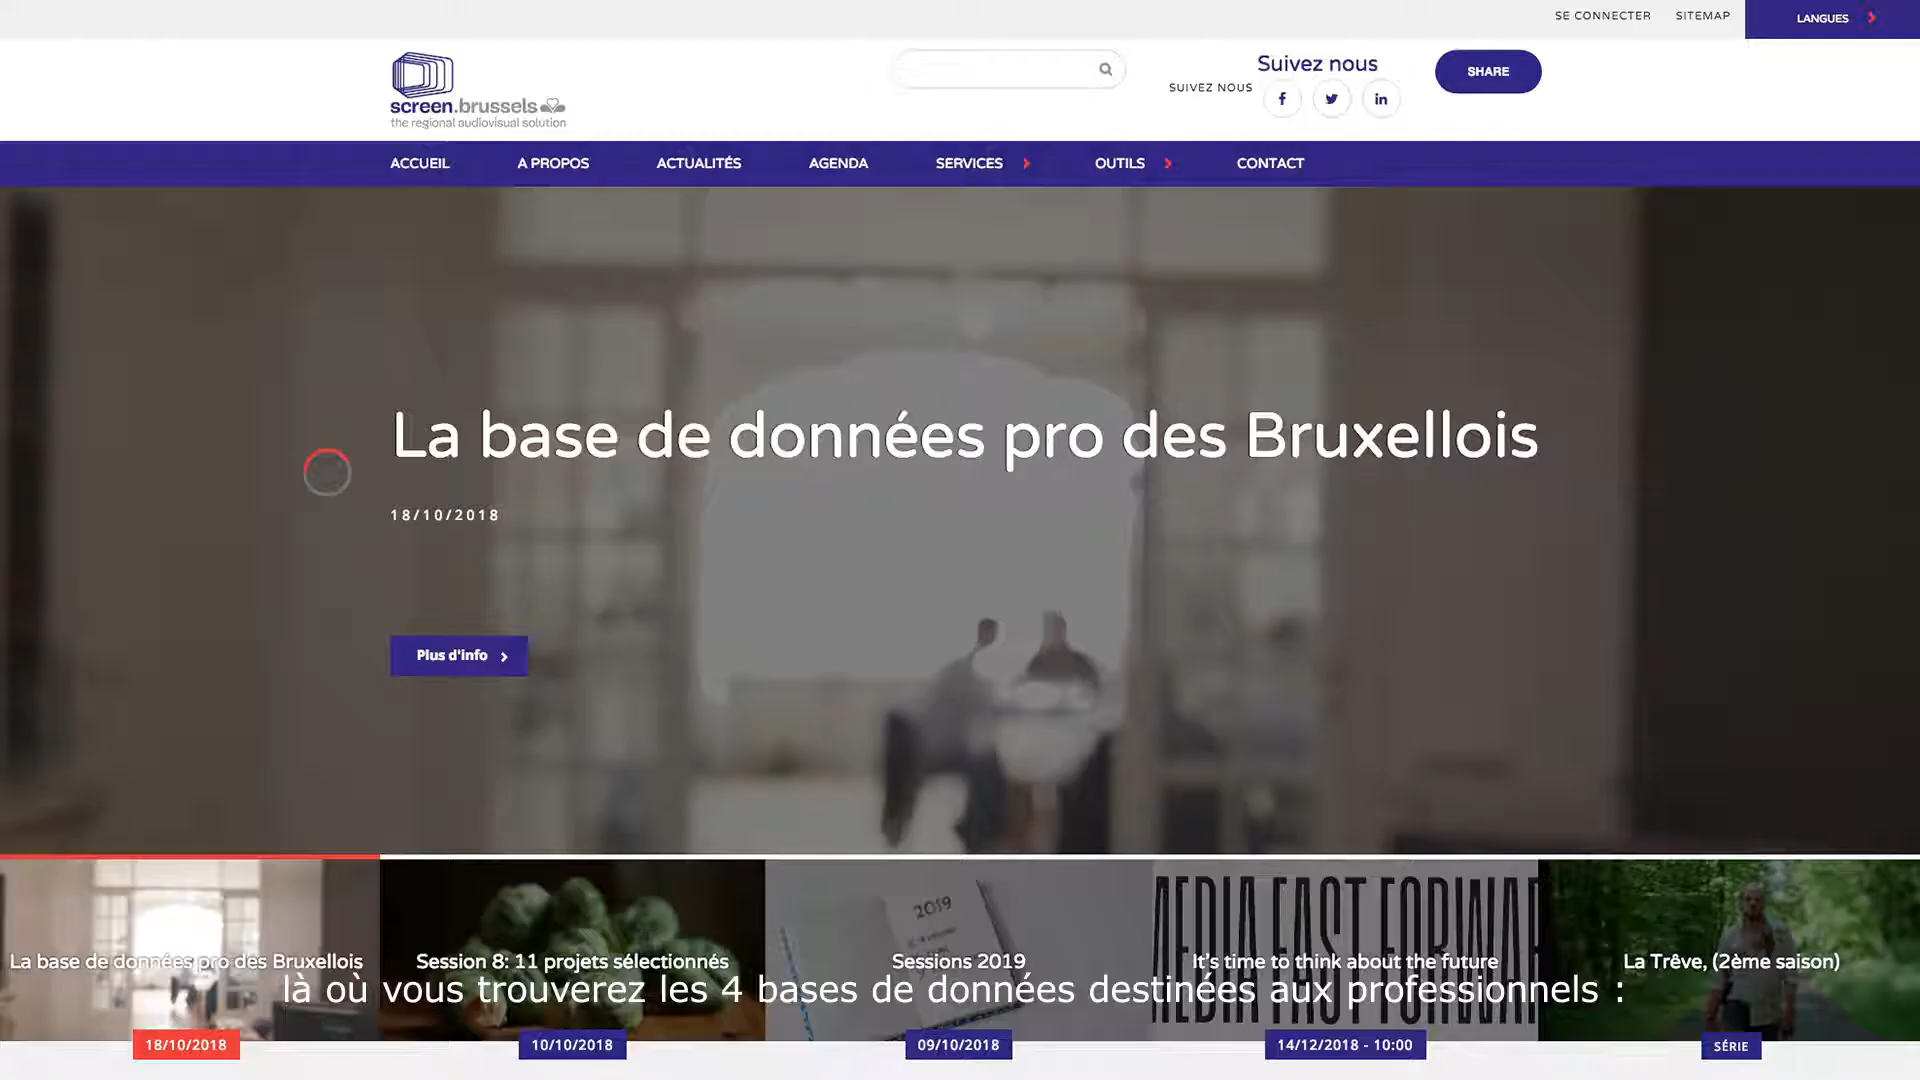 SE CONNECTER
SITEMAP
LANGUES
screen.brussels
the regional audiovisual solution
SUIVEZ NOUS
Suivez nous
SHARE
ACCUEIL
A PROPOS
ACTUALITÉS
AGENDA
SERVICES
OUTILS
CONTACT
La base de données pro des Bruxellois
18/10/2018
Plus d'info
La base de données pro des Bruxellois
18/10/2018
Session 8: 11 projets sélectionnés
10/10/2018
2019
Sessions 2019
09/10/2018
MEDIA FAST FORWAR
It's time to think about the future
14/12/2018 - 10:00
La Trêve, (2ème saison)
SÉRIE
là où vous trouverez les 4 bases de données destinées aux professionnels :